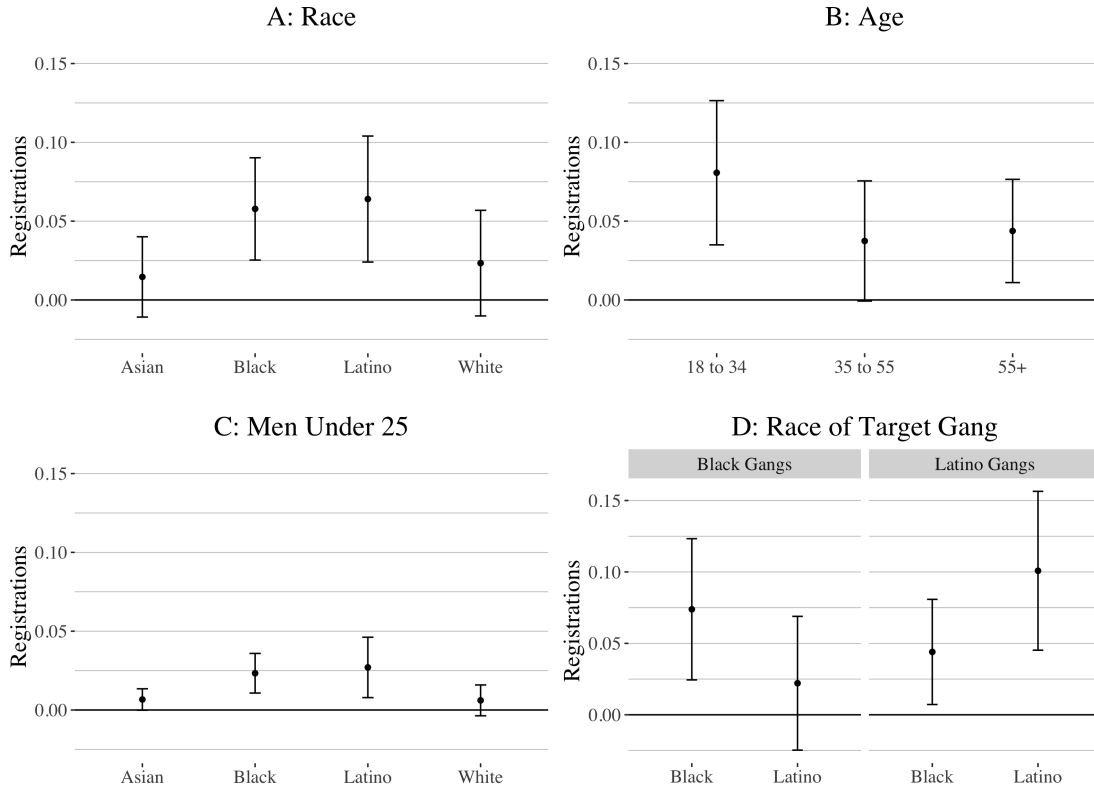 A: Race
Registrations
0.15
0.10
0.05
0.00
Asian Black Latino White
B: Age
Registrations
0.15
0.10
0.05
0.00
18 to 34 35 to 55 55+
C: Men Under 25
Registrations
0.15
0.10
0.05
0.00
Asian Black Latino White
D: Race of Target Gang
Black Gangs Latino Gangs
Registrations
0.15
0.10
0.05
0.00
Black Latino Black Latino